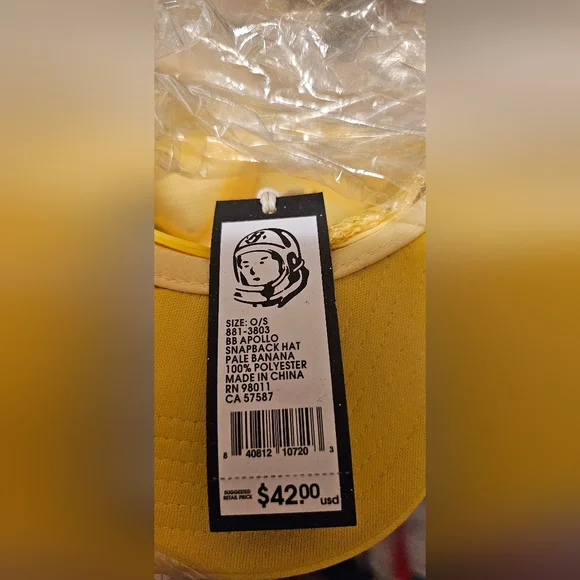 SIZE: O/S
881-3803
BB APOLLO
SNAPBACK HAT
PALE BANANA
100% POLYESTER
MADE IN CHINA
RN 98011
CA 57587
8 40812 10720 3
SUGGESTED
RETAIL PRICE
$42.00 usd